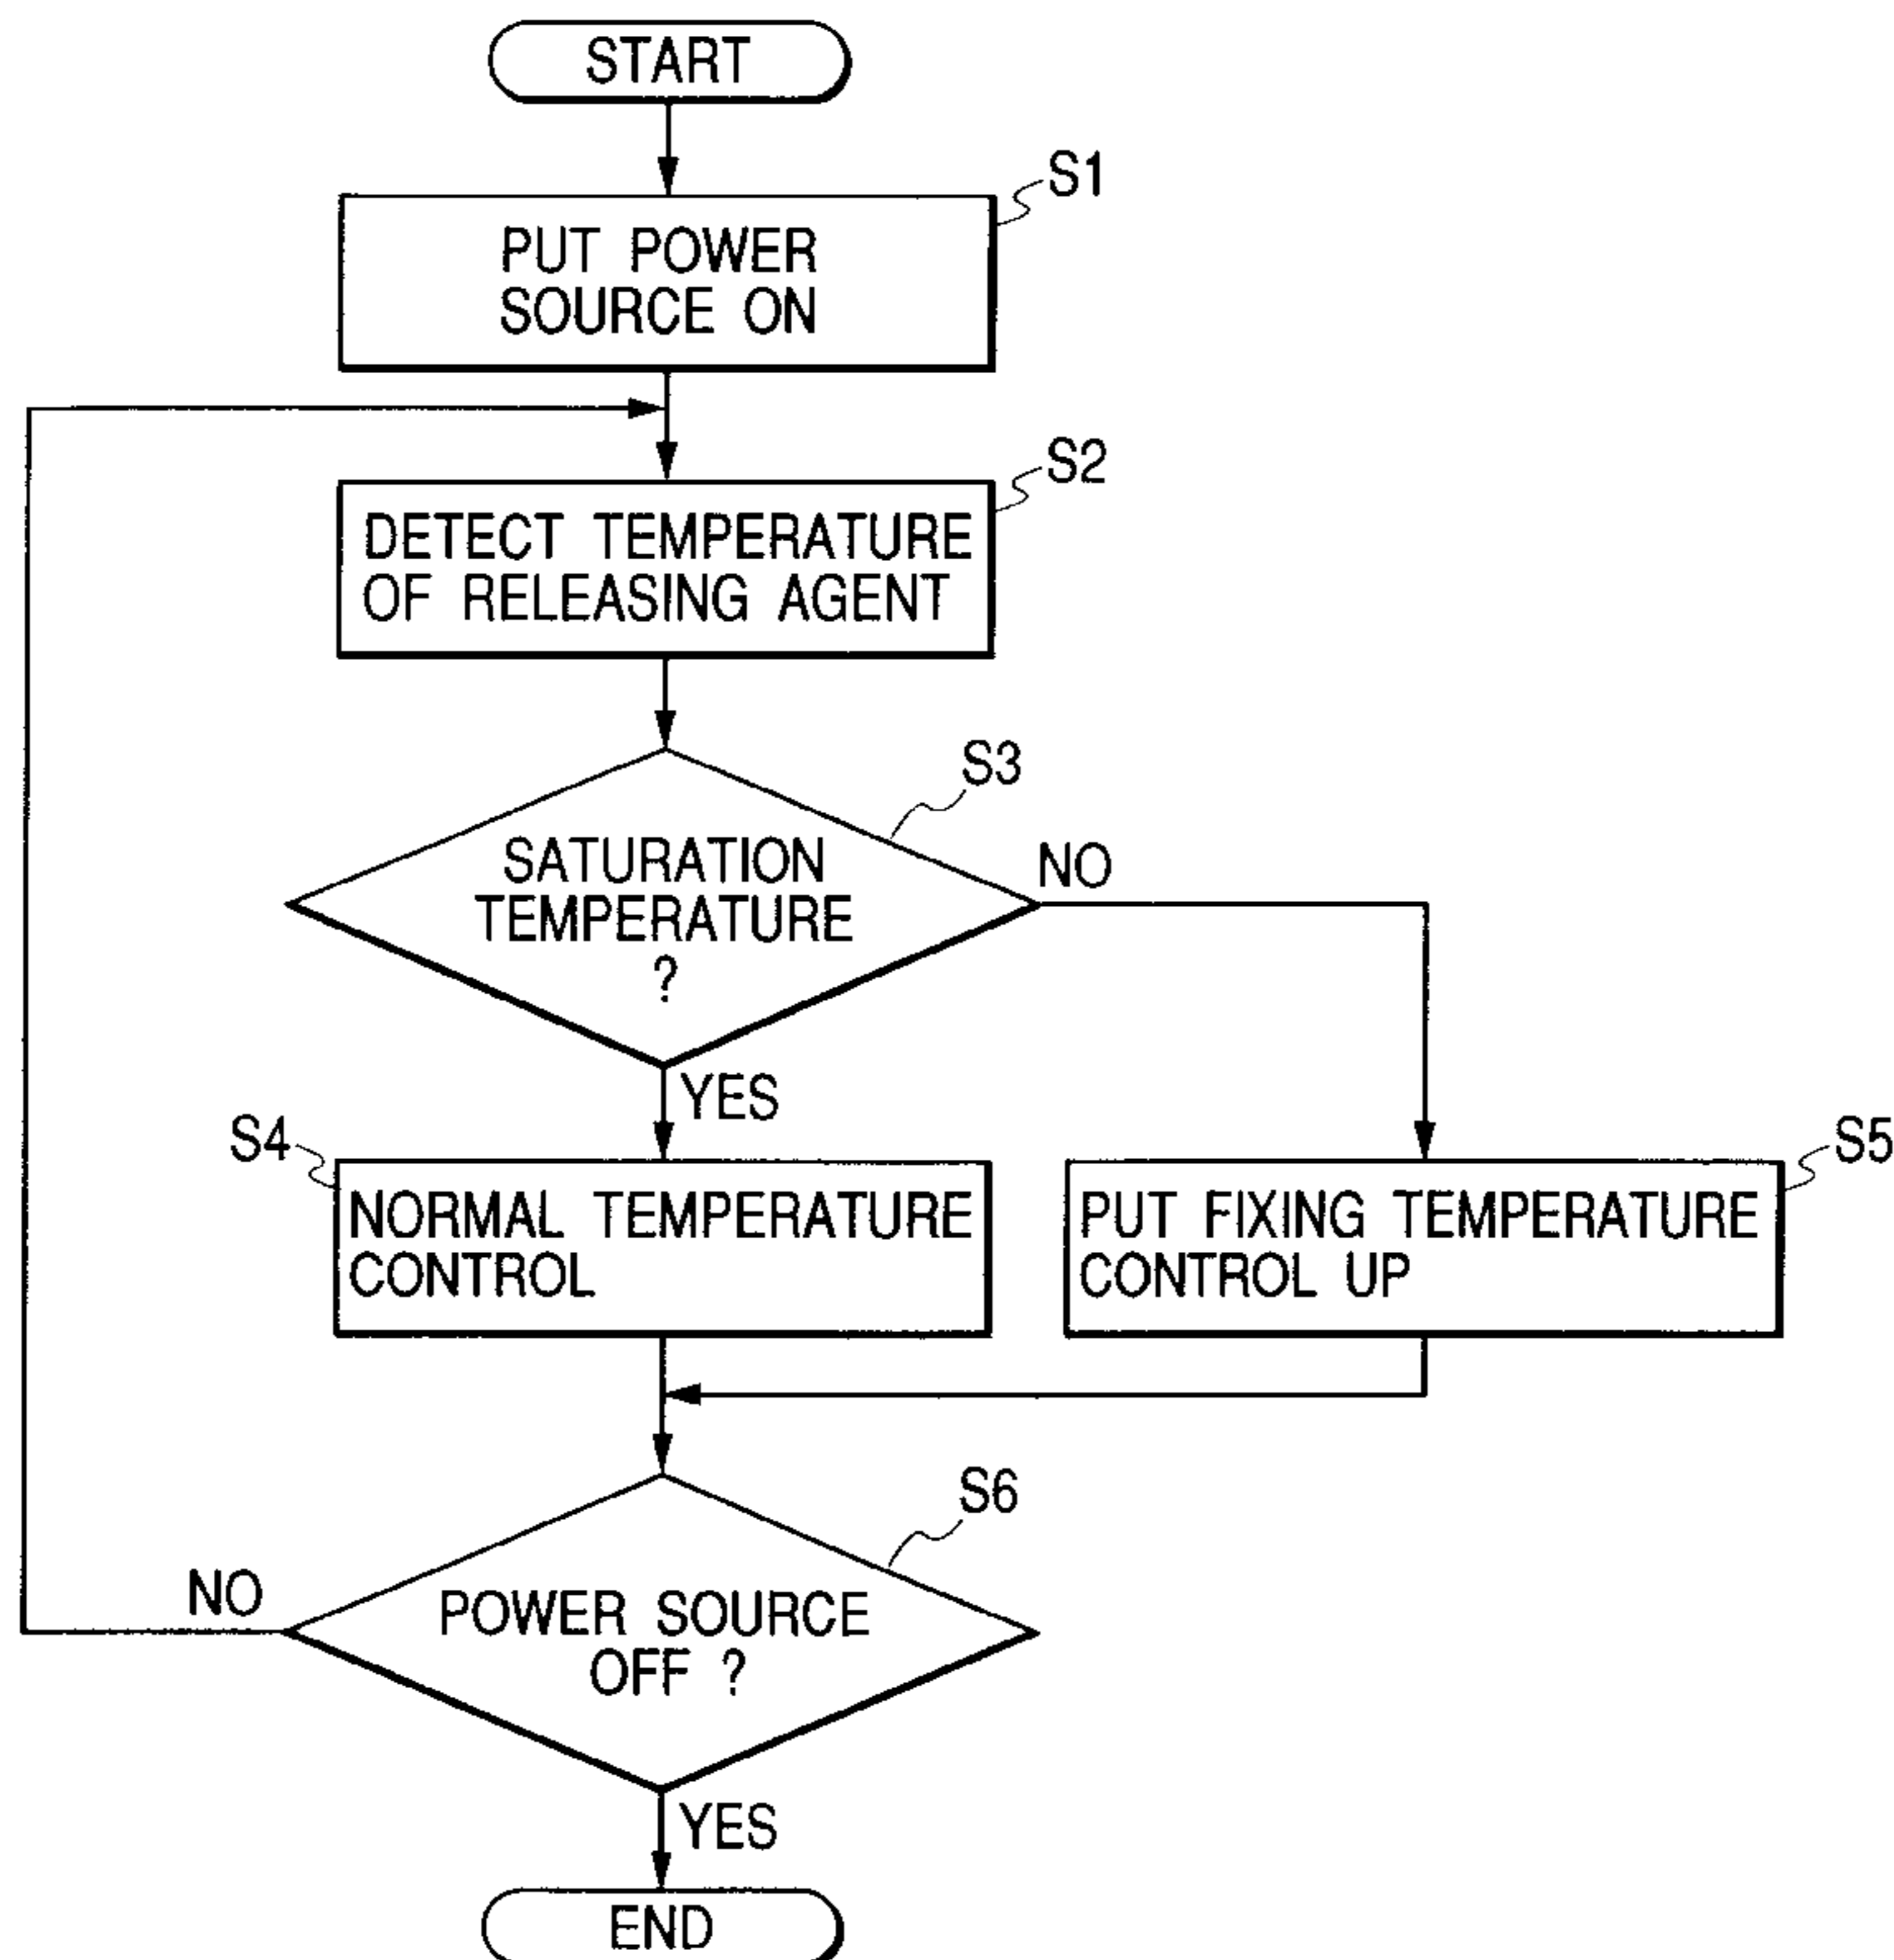 START
S1
PUT POWER
SOURCE ON
S2
DETECT TEMPERATURE
OF RELEASING AGENT
S3
SATURATION
TEMPERATURE
?
NO
YES
S4
NORMAL TEMPERATURE
CONTROL
S5
PUT FIXING TEMPERATURE
CONTROL UP
S6
POWER SOURCE
OFF ?
NO
YES
END